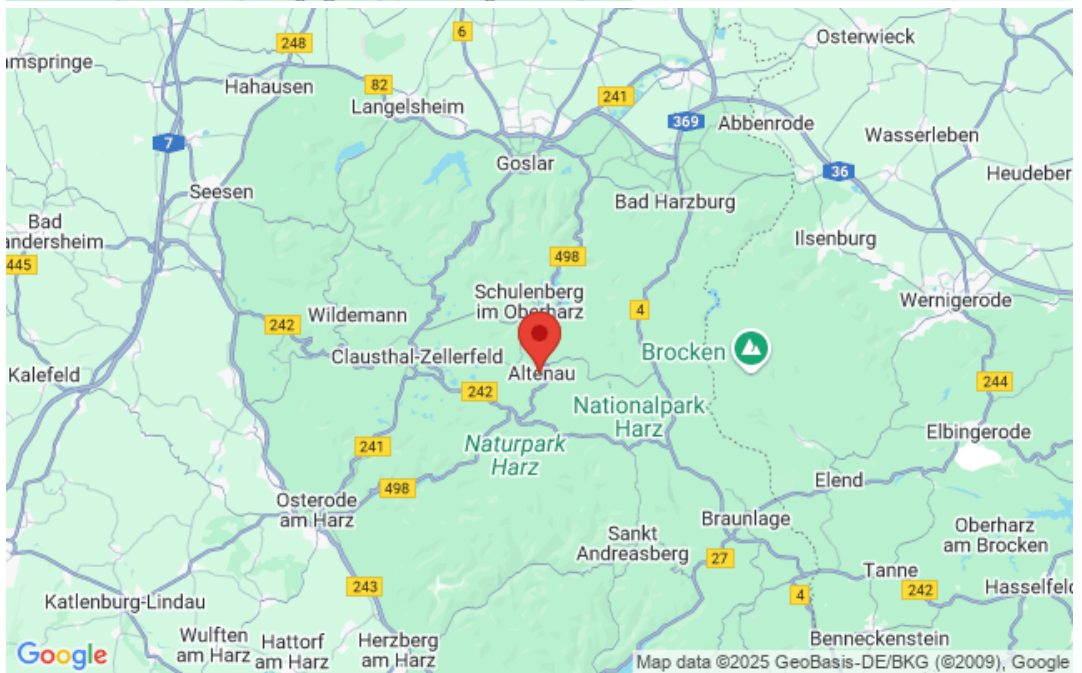 248
6
Osterwieck
Hahausen
82
Langelsheim
241
369
Abbenrode
7
Wasserleben
Goslar
36
Seesen
Bad Harzburg
Bad
Ilsenburg
445
498
Schulenberg
im Oberharz
Wernigerode
242
Wildemann
4
Brocken
Clausthal-Zellerfeld
Altenau
Kalefeld
242
244
Nationalpark
Harz
Naturpark
Harz
241
Elbingerode
498
Elend
Osterode
am Harz
Braunlage
Sankt
Andreasberg
Oberharz
am Brocken
27
Tanne
243
4
242
Katlenburg-Lindau
Wulften
am Harz
Hattorf
am Harz
Herzberg
am Harz
Benneckenstein
Google
Map data ©2025 GeoBasis-DE/BKG (©2009), Google